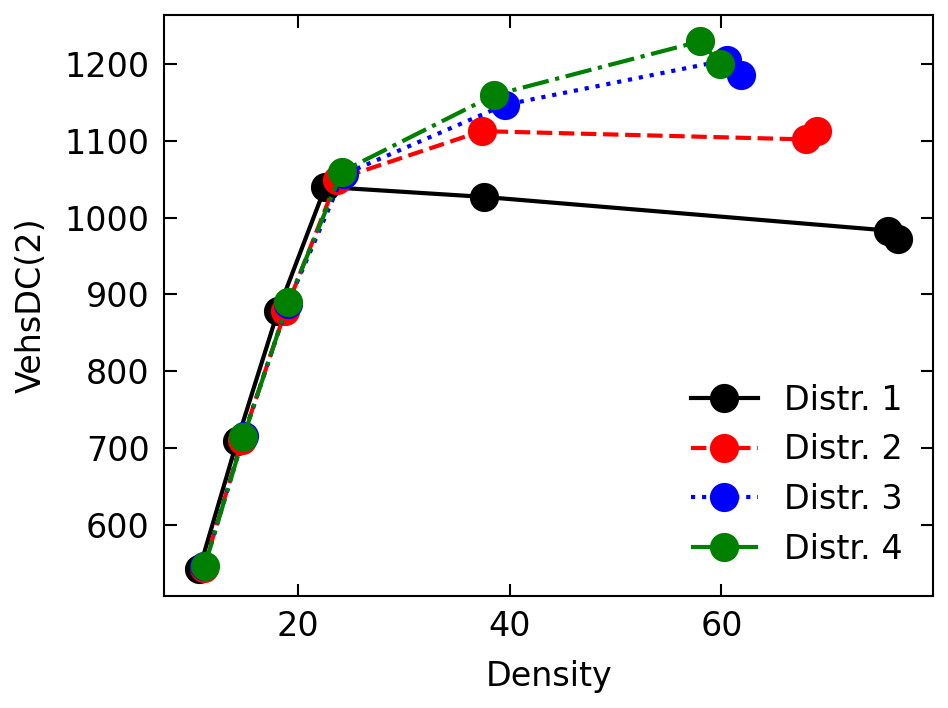 1200
1100
1000
900
800
700
600
VehsDC(2)
Distr. 1
Distr. 2
Distr. 3
Distr. 4
20 40 60
Density